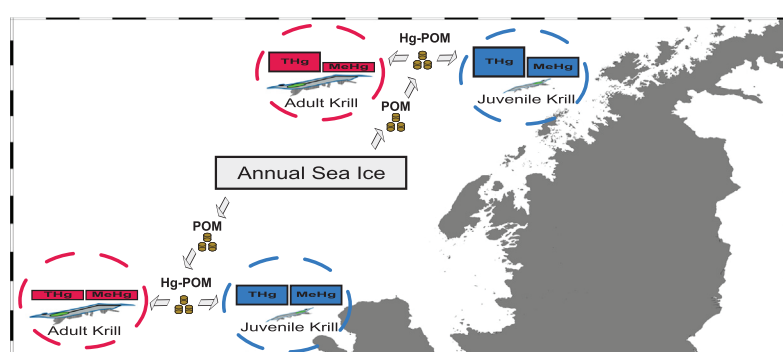 Hg-POM
THg
MeHg
THg
MeHg
Adult Krill
Juvenile Krill
POM
Annual Sea Ice
POM
Hg-POM
THg
MeHg
THg
MeHg
Adult Krill
Juvenile Krill